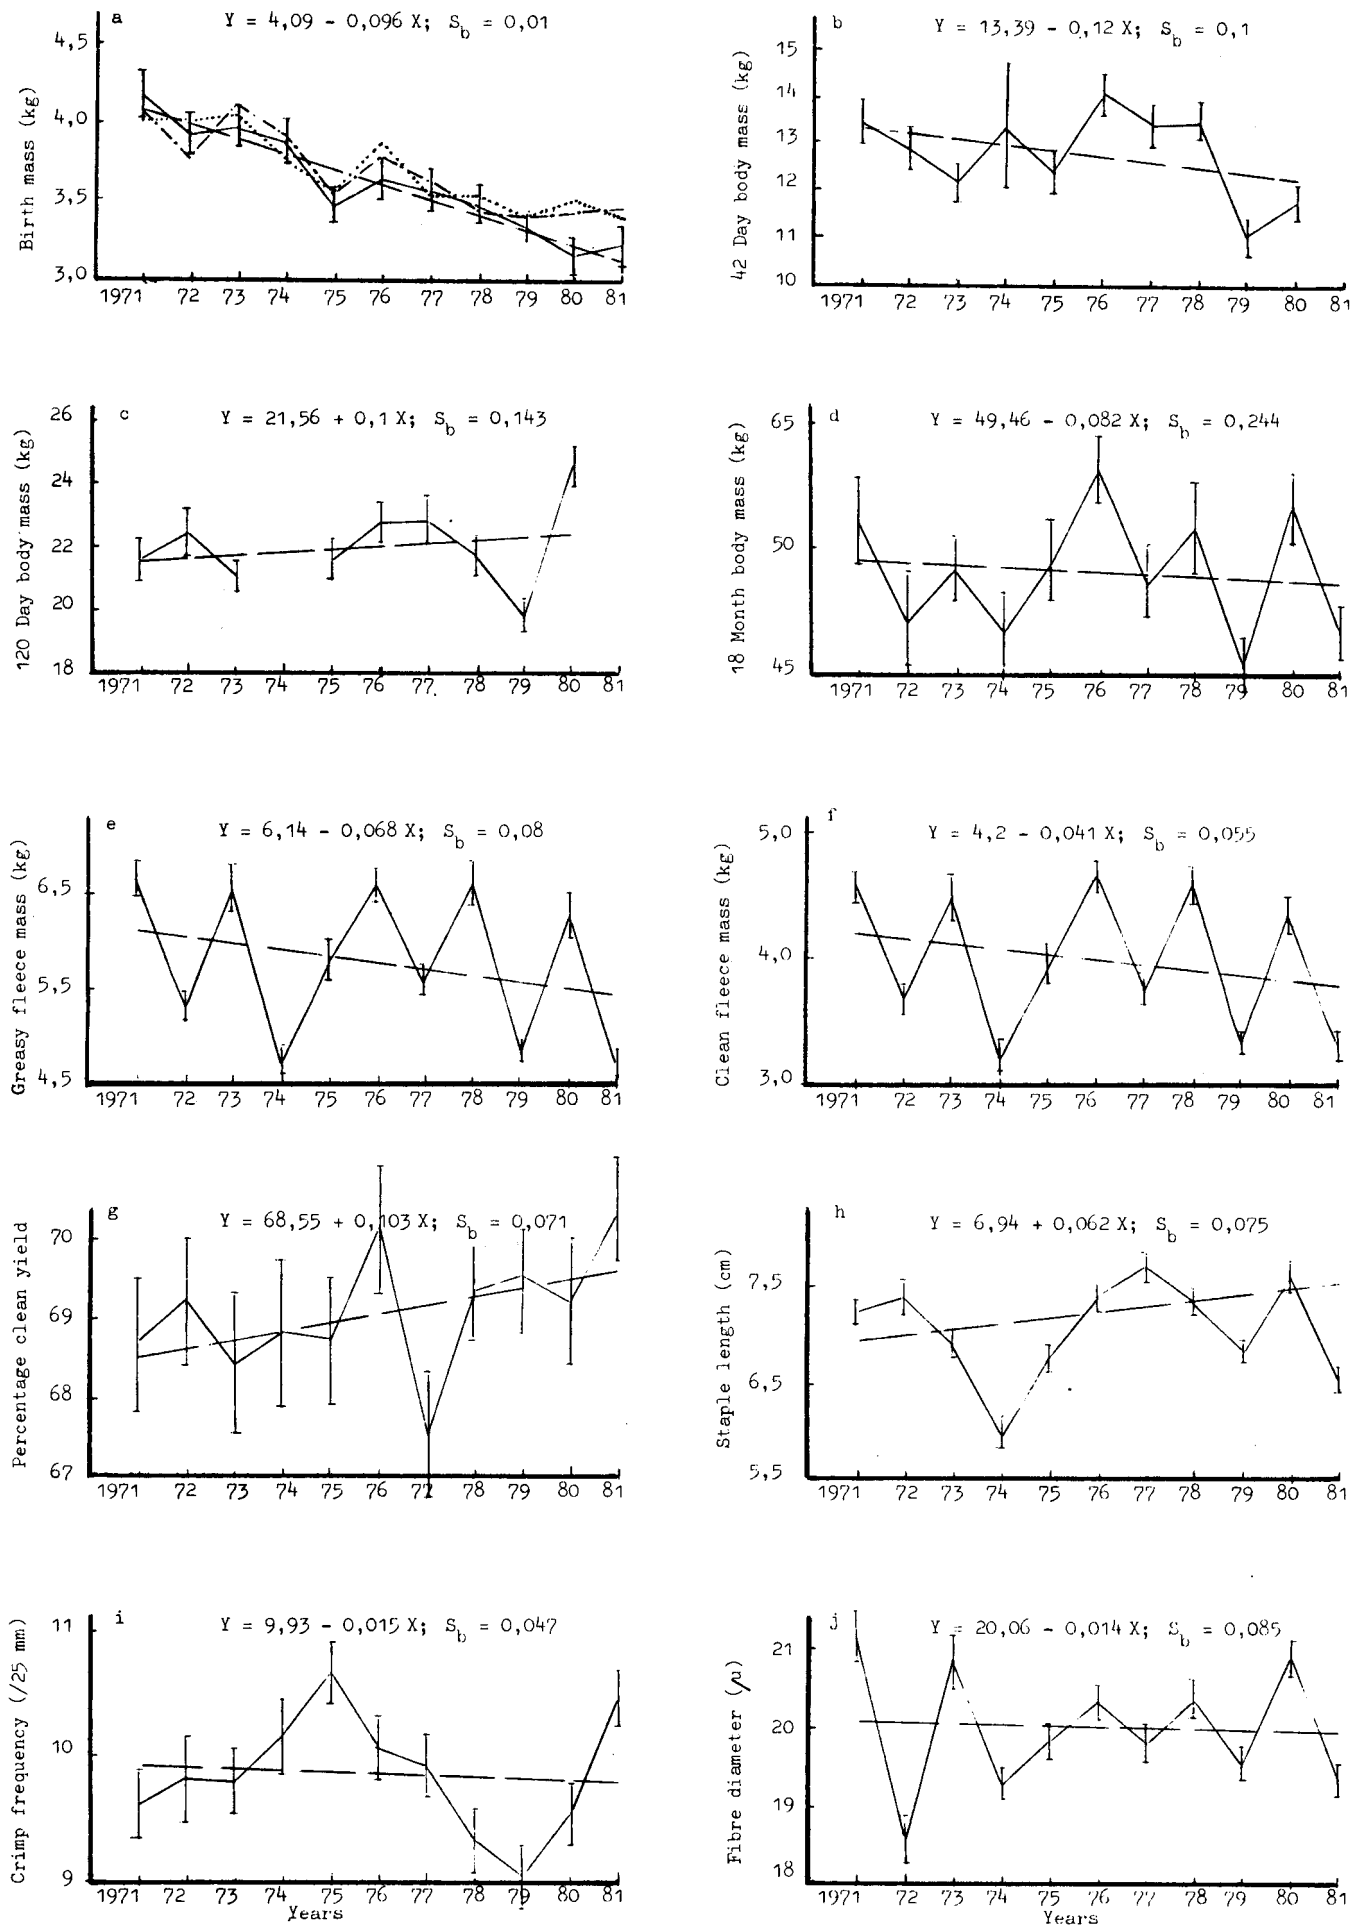 a
Y = 4,09 - 0,096 X; S_b = 0,01
Birth mass (kg)
4,5
4,0
3,5
3,0
1971 72 73 74 75 76 77 78 79 80 81
b
Y = 13,39 - 0,12 X; S_b = 0,1
42 Day body mass (kg)
15
14
13
12
11
10
1971 72 73 74 75 76 77 78 79 80 81
c
Y = 21,56 + 0,1 X; S_b = 0,143
120 Day body mass (kg)
26
24
22
20
18
1971 72 73 74 75 76 77 78 79 80 81
d
Y = 49,46 - 0,082 X; S_b = 0,244
18 Month body mass (kg)
65
50
45
1971 72 73 74 75 76 77 78 79 80 81
e
Y = 6,14 - 0,068 X; S_b = 0,08
Greasy fleece mass (kg)
6,5
5,5
4,5
1971 72 73 74 75 76 77 78 79 80 81
f
Y = 4,2 - 0,041 X; S_b = 0,055
Clean fleece mass (kg)
5,0
4,0
3,0
1971 72 73 74 75 76 77 78 79 80 81
g
Y = 68,55 + 0,103 X; S_b = 0,071
Percentage clean yield
70
69
68
67
1971 72 73 74 75 76 77 78 79 80 81
h
Y = 6,94 + 0,062 X; S_b = 0,075
Staple length (cm)
7,5
6,5
5,5
1971 72 73 74 75 76 77 78 79 80 81
i
Y = 9,93 - 0,015 X; S_b = 0,047
Crimp frequency (/25 mm)
11
10
9
1971 72 73 74 75 76 77 78 79 80 81
Years
j
Y = 20,06 - 0,014 X; S_b = 0,085
Fibre diameter (μ)
21
20
19
18
1971 72 73 74 75 76 77 78 79 80 81
Years